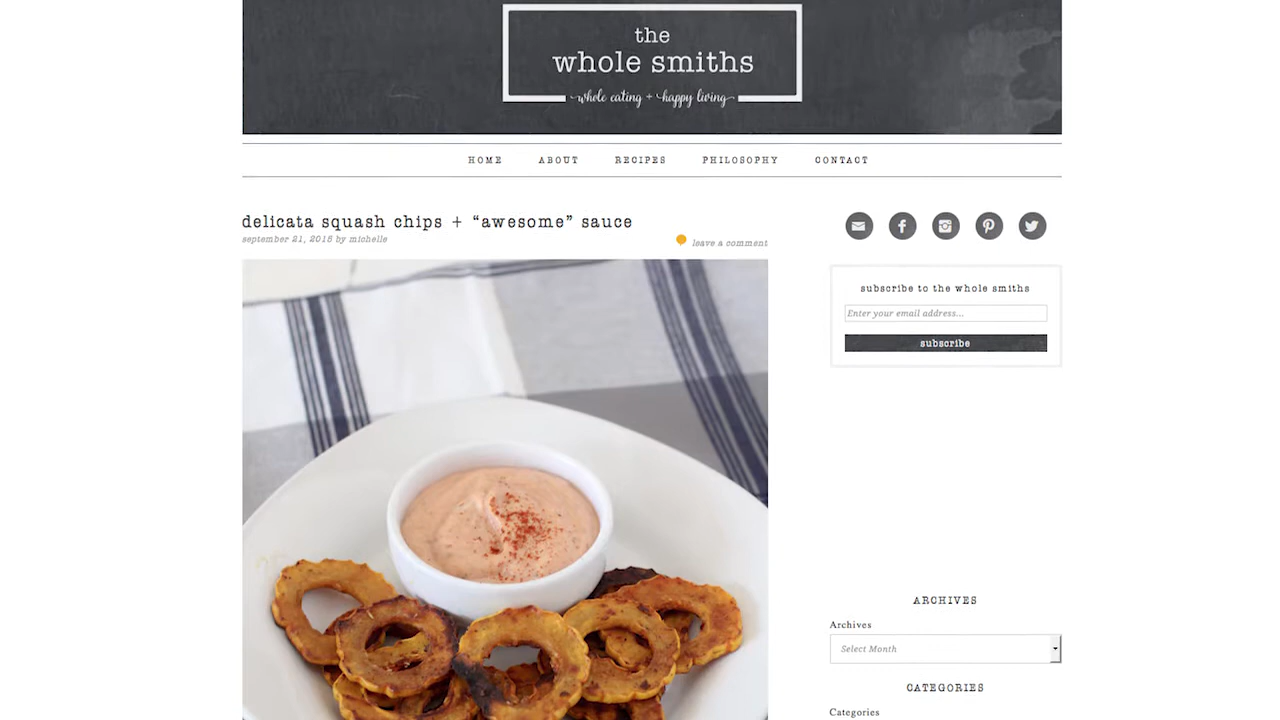 the
whole smiths
whole eating + happy living
HOME ABOUT RECIPES PHILOSOPHY CONTACT
delicata squash chips + “awesome” sauce
september 21, 2015 by michelle
leave a comment
subscribe to the whole smiths
Enter your email address...
subscribe
ARCHIVES
Archives
Select Month
CATEGORIES
Categories